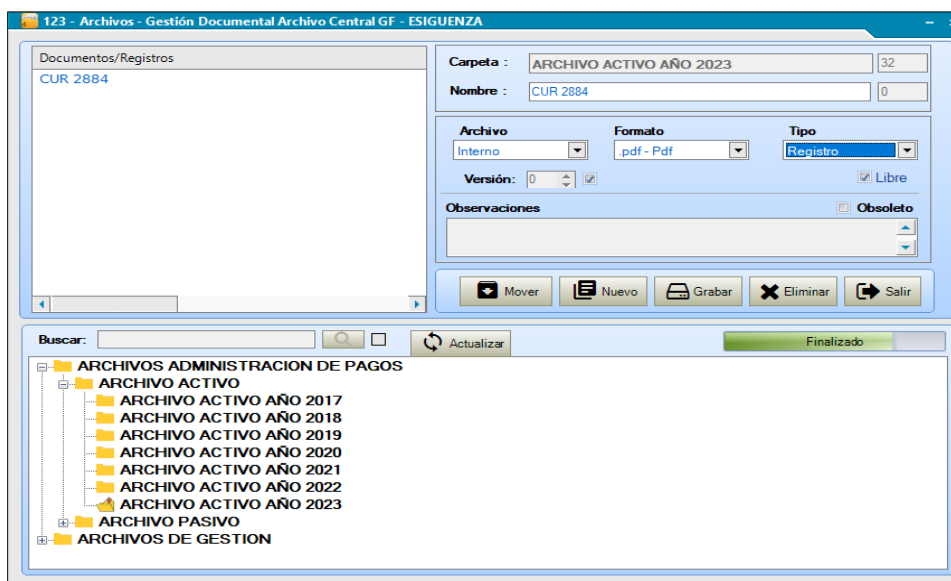 123 - Archivos - Gestión Documental Archivo Central GF - ESIGUENZA
Documentos/Registros
CUR 2884
Carpeta : ARCHIVO ACTIVO AÑO 2023 32
Nombre : CUR 2884 0
Archivo Formato Tipo
Interno .pdf - Pdf Registro
Versión: 0 Libre
Observaciones Obsoleto
Mover Nuevo Grabar Eliminar Salir
Buscar: Actualizar Finalizado
ARCHIVOS ADMINISTRACION DE PAGOS
ARCHIVO ACTIVO
ARCHIVO ACTIVO AÑO 2017
ARCHIVO ACTIVO AÑO 2018
ARCHIVO ACTIVO AÑO 2019
ARCHIVO ACTIVO AÑO 2020
ARCHIVO ACTIVO AÑO 2021
ARCHIVO ACTIVO AÑO 2022
ARCHIVO ACTIVO AÑO 2023
ARCHIVO PASIVO
ARCHIVOS DE GESTION